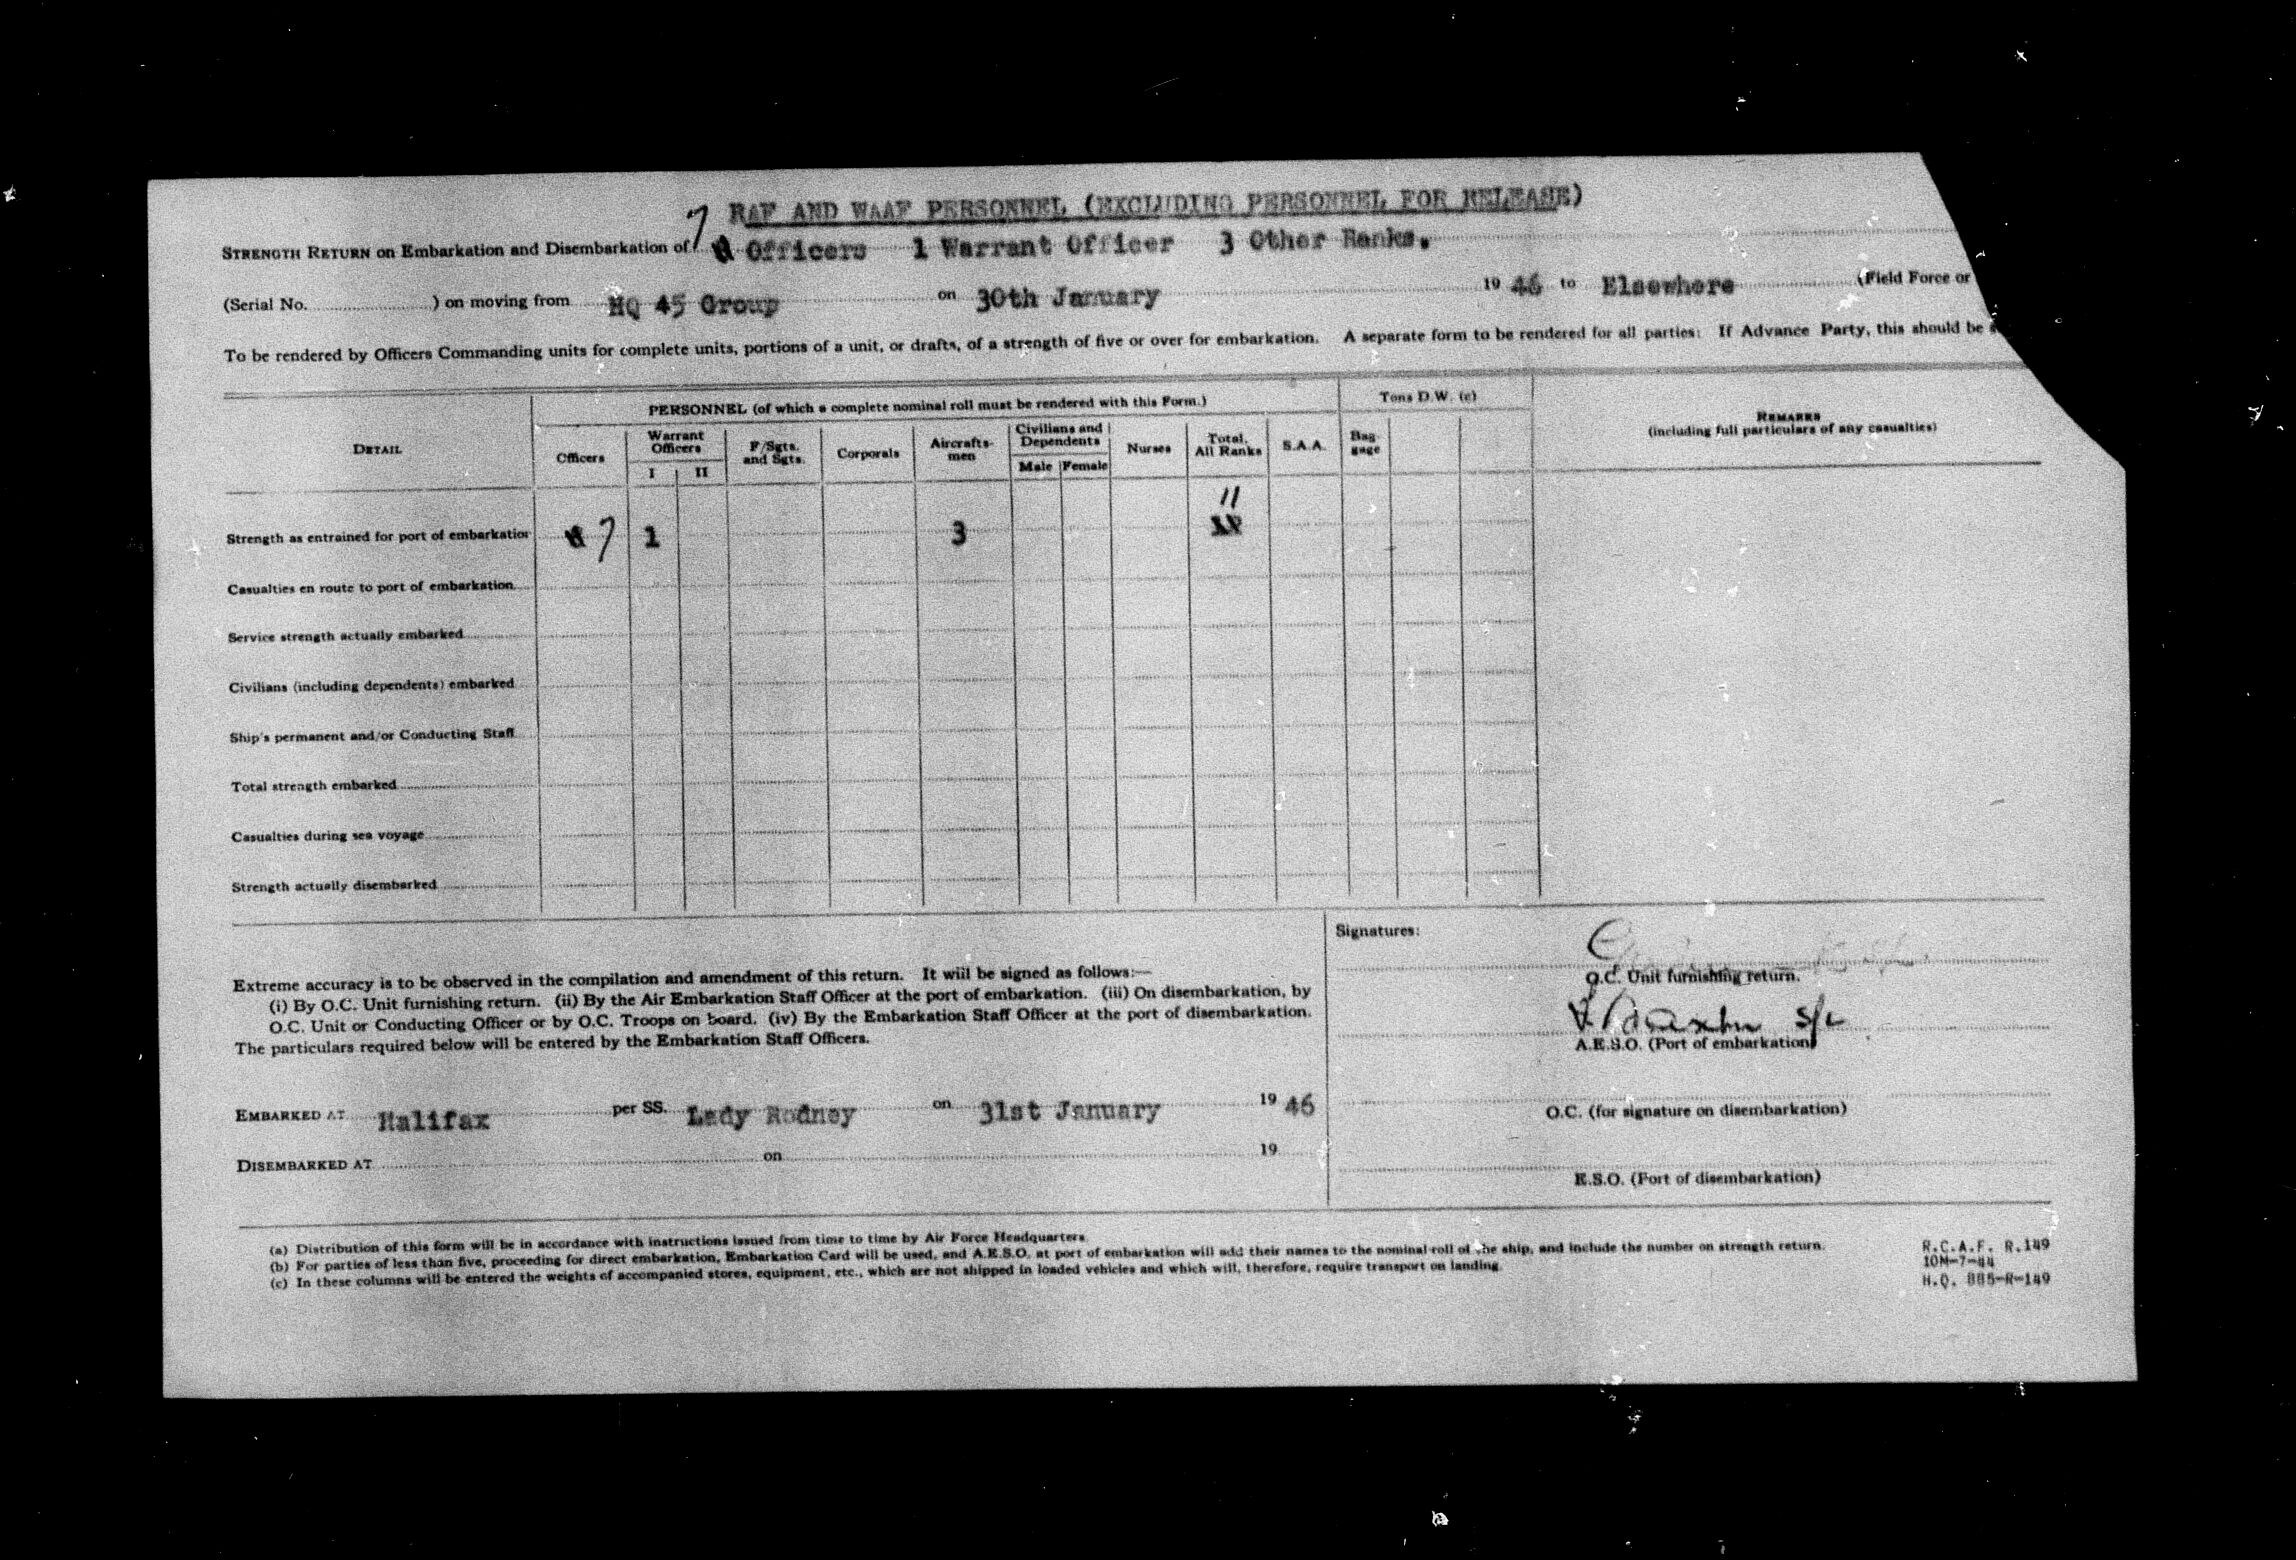 RAF AND WAAF PERSONNEL (EXCLUDING PERSONNEL FOR RELEASE)
STRENGTH RETURN on Embarkation and Disembarkation of 7 Officers 1 Warrant Officer 3 Other Ranks.
(Serial No. ) on moving from HQ 45 Group on 30th January 19 46 to Elsewhere (Field Force or
To be rendered by Officers Commanding units for complete units, portions of a unit, or drafts, of a strength of five or over for embarkation. A separate form to be rendered for all parties: If Advance Party, this should be
PERSONNEL (of which a complete nominal roll must be rendered with this Form.)
Tons D.W. (c)
DETAIL
Officers
Warrant Officers
I
II
F/Sgts. and Sgts.
Corporals
Aircrafts-men
Civilians and Dependents
Male
Female
Nurses
Total, All Ranks
S.A.A.
Bag gage
REMARKS
(including full particulars of any casualties)
Strength as entrained for port of embarkation 7 1 3 11
Casualties en route to port of embarkation
Service strength actually embarked
Civilians (including dependents) embarked
Ship's permanent and/or Conducting Staff
Total strength embarked
Casualties during sea voyage
Strength actually disembarked
Extreme accuracy is to be observed in the compilation and amendment of this return. It will be signed as follows:—
(i) By O.C. Unit furnishing return. (ii) By the Air Embarkation Staff Officer at the port of embarkation. (iii) On disembarkation, by
O.C. Unit or Conducting Officer or by O.C. Troops on board. (iv) By the Embarkation Staff Officer at the port of disembarkation.
The particulars required below will be entered by the Embarkation Staff Officers.
EMBARKED AT Halifax per SS. Lady Rodney on 31st January 19 46
DISEMBARKED AT on 19
Signatures:
O.C. Unit furnishing return.
S/L
A.E.S.O. (Port of embarkation)
O.C. (for signature on disembarkation)
E.S.O. (Port of disembarkation)
(a) Distribution of this form will be in accordance with instructions issued from time to time by Air Force Headquarters
(b) For parties of less than five, proceeding for direct embarkation, Embarkation Card will be used, and A.E.S.O. at port of embarkation will add their names to the nominal roll of the ship, and include the number on strength return.
(c) In these columns will be entered the weights of accompanied stores, equipment, etc., which are not shipped in loaded vehicles and which will, therefore, require transport on landing.
R.C.A.F. R.149
10M-7-44
H.Q. 885-R-149